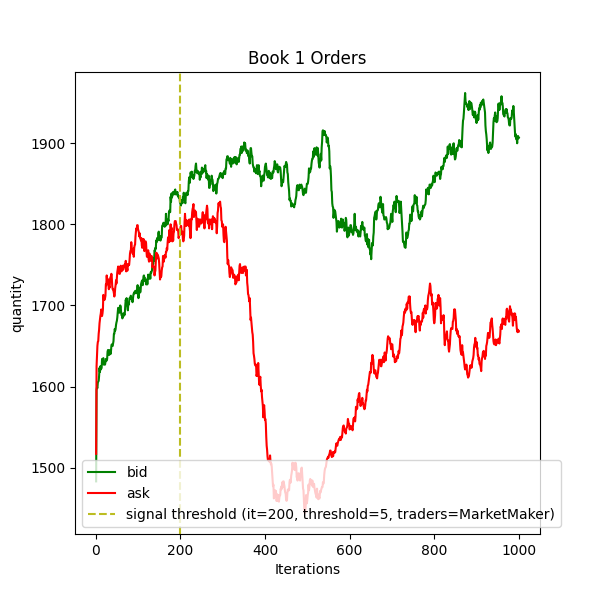 Book 1 Orders
quantity
1900
1800
1700
1600
1500
bid
ask
signal threshold (it=200, threshold=5, traders=MarketMaker)
0 200 400 600 800 1000
Iterations